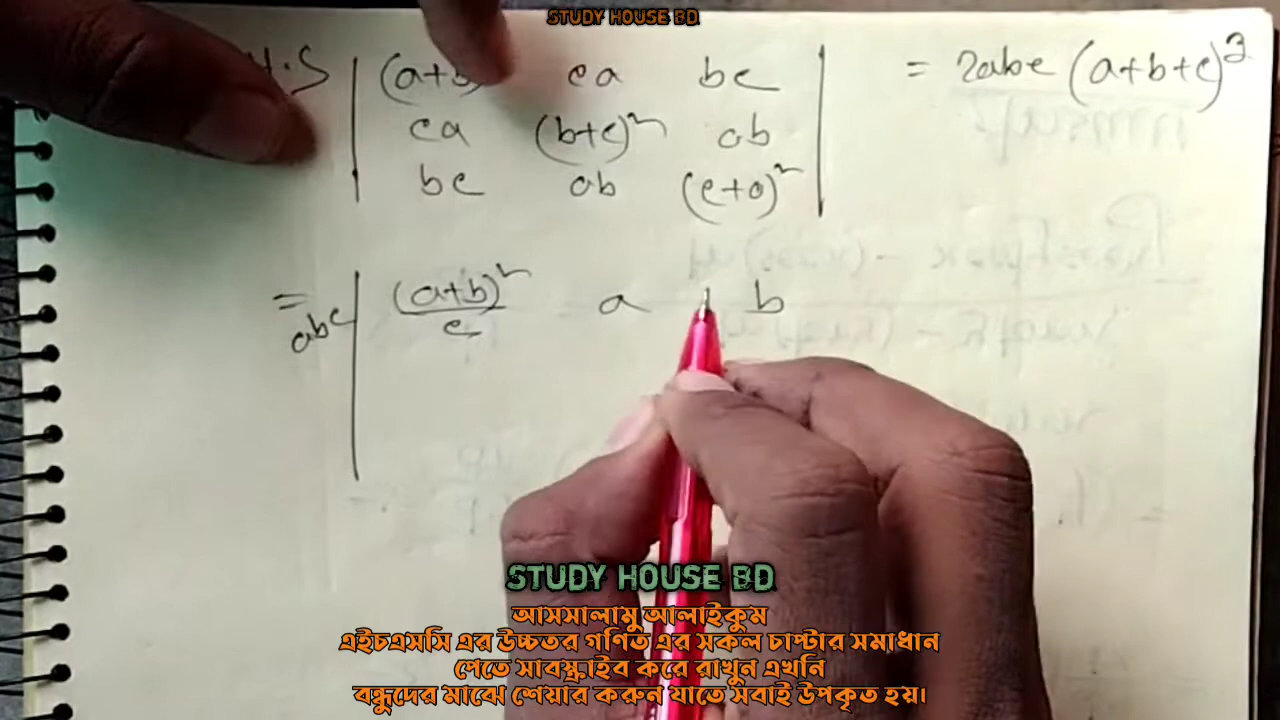 STUDY HOUSE BD
H.S | (a+b) ca bc | = 2abc (a+b+c)³
ca (b+c)² ab
bc ab (c+a)²
= abc | (a+b)²/c a b
STUDY HOUSE BD
আসসালামু আলাইকুম
এইচএসসি এর উচ্চতর গণিত এর সকল চাপ্টার সমাধান
পেতে সাবস্ক্রাইব করে রাখুন এখনি
বন্ধুদের মাঝে শেয়ার করুন যাতে সবাই উপকৃত হয়।